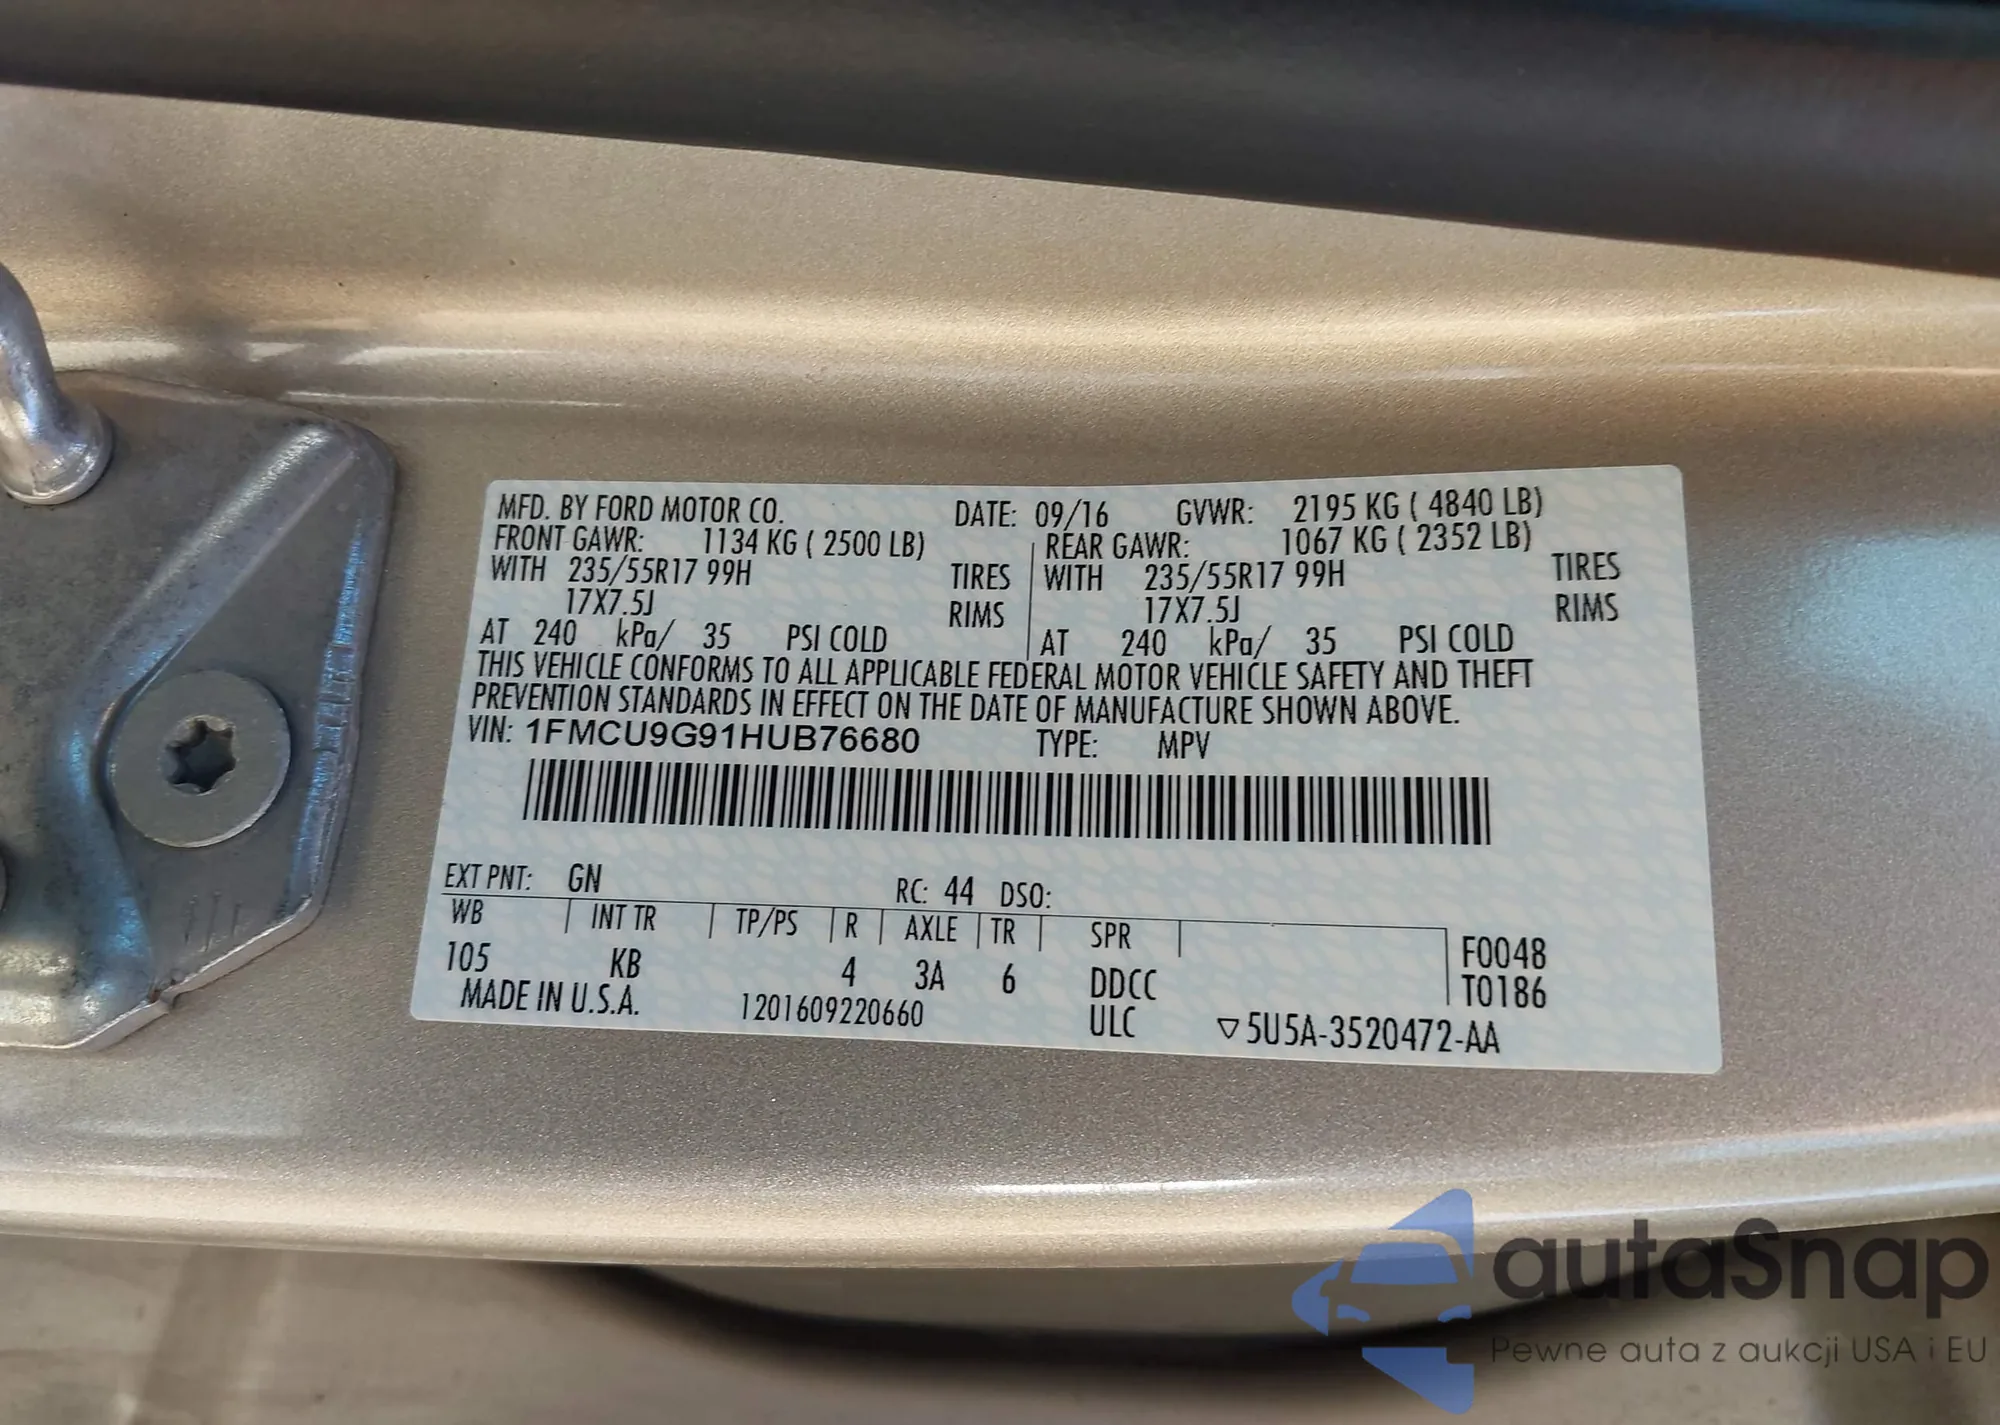 MFD. BY FORD MOTOR CO. DATE: 09/16 GVWR: 2195 KG ( 4840 LB)
FRONT GAWR: 1134 KG ( 2500 LB) REAR GAWR: 1067 KG ( 2352 LB)
WITH 235/55R17 99H TIRES WITH 235/55R17 99H TIRES
17X7.5J RIMS 17X7.5J RIMS
AT 240 kPa/ 35 PSI COLD AT 240 kPa/ 35 PSI COLD
THIS VEHICLE CONFORMS TO ALL APPLICABLE FEDERAL MOTOR VEHICLE SAFETY AND THEFT
PREVENTION STANDARDS IN EFFECT ON THE DATE OF MANUFACTURE SHOWN ABOVE.
VIN: 1FMCU9G91HUB76680 TYPE: MPV
EXT PNT: GN RC: 44 DSO:
WB INT TR TP/PS R AXLE TR SPR
105 KB 4 3A 6 DDCC F0048
MADE IN U.S.A. 1201609220660 ULC T0186
▽5U5A-3520472-AA
autaSnap
Pewne auta z aukcji USA i EU